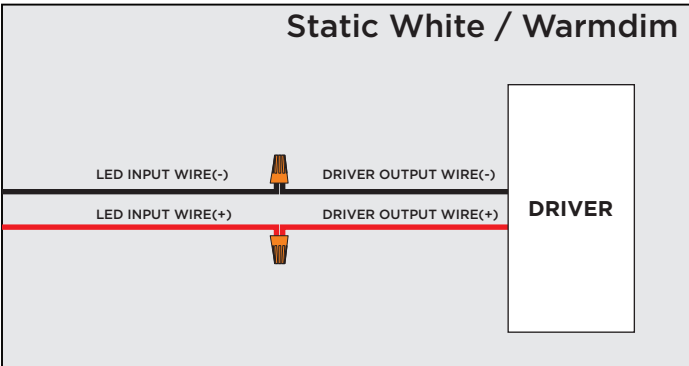 Static White / Warmdim
LED INPUT WIRE(-) DRIVER OUTPUT WIRE(-)
LED INPUT WIRE(+) DRIVER OUTPUT WIRE(+)
DRIVER